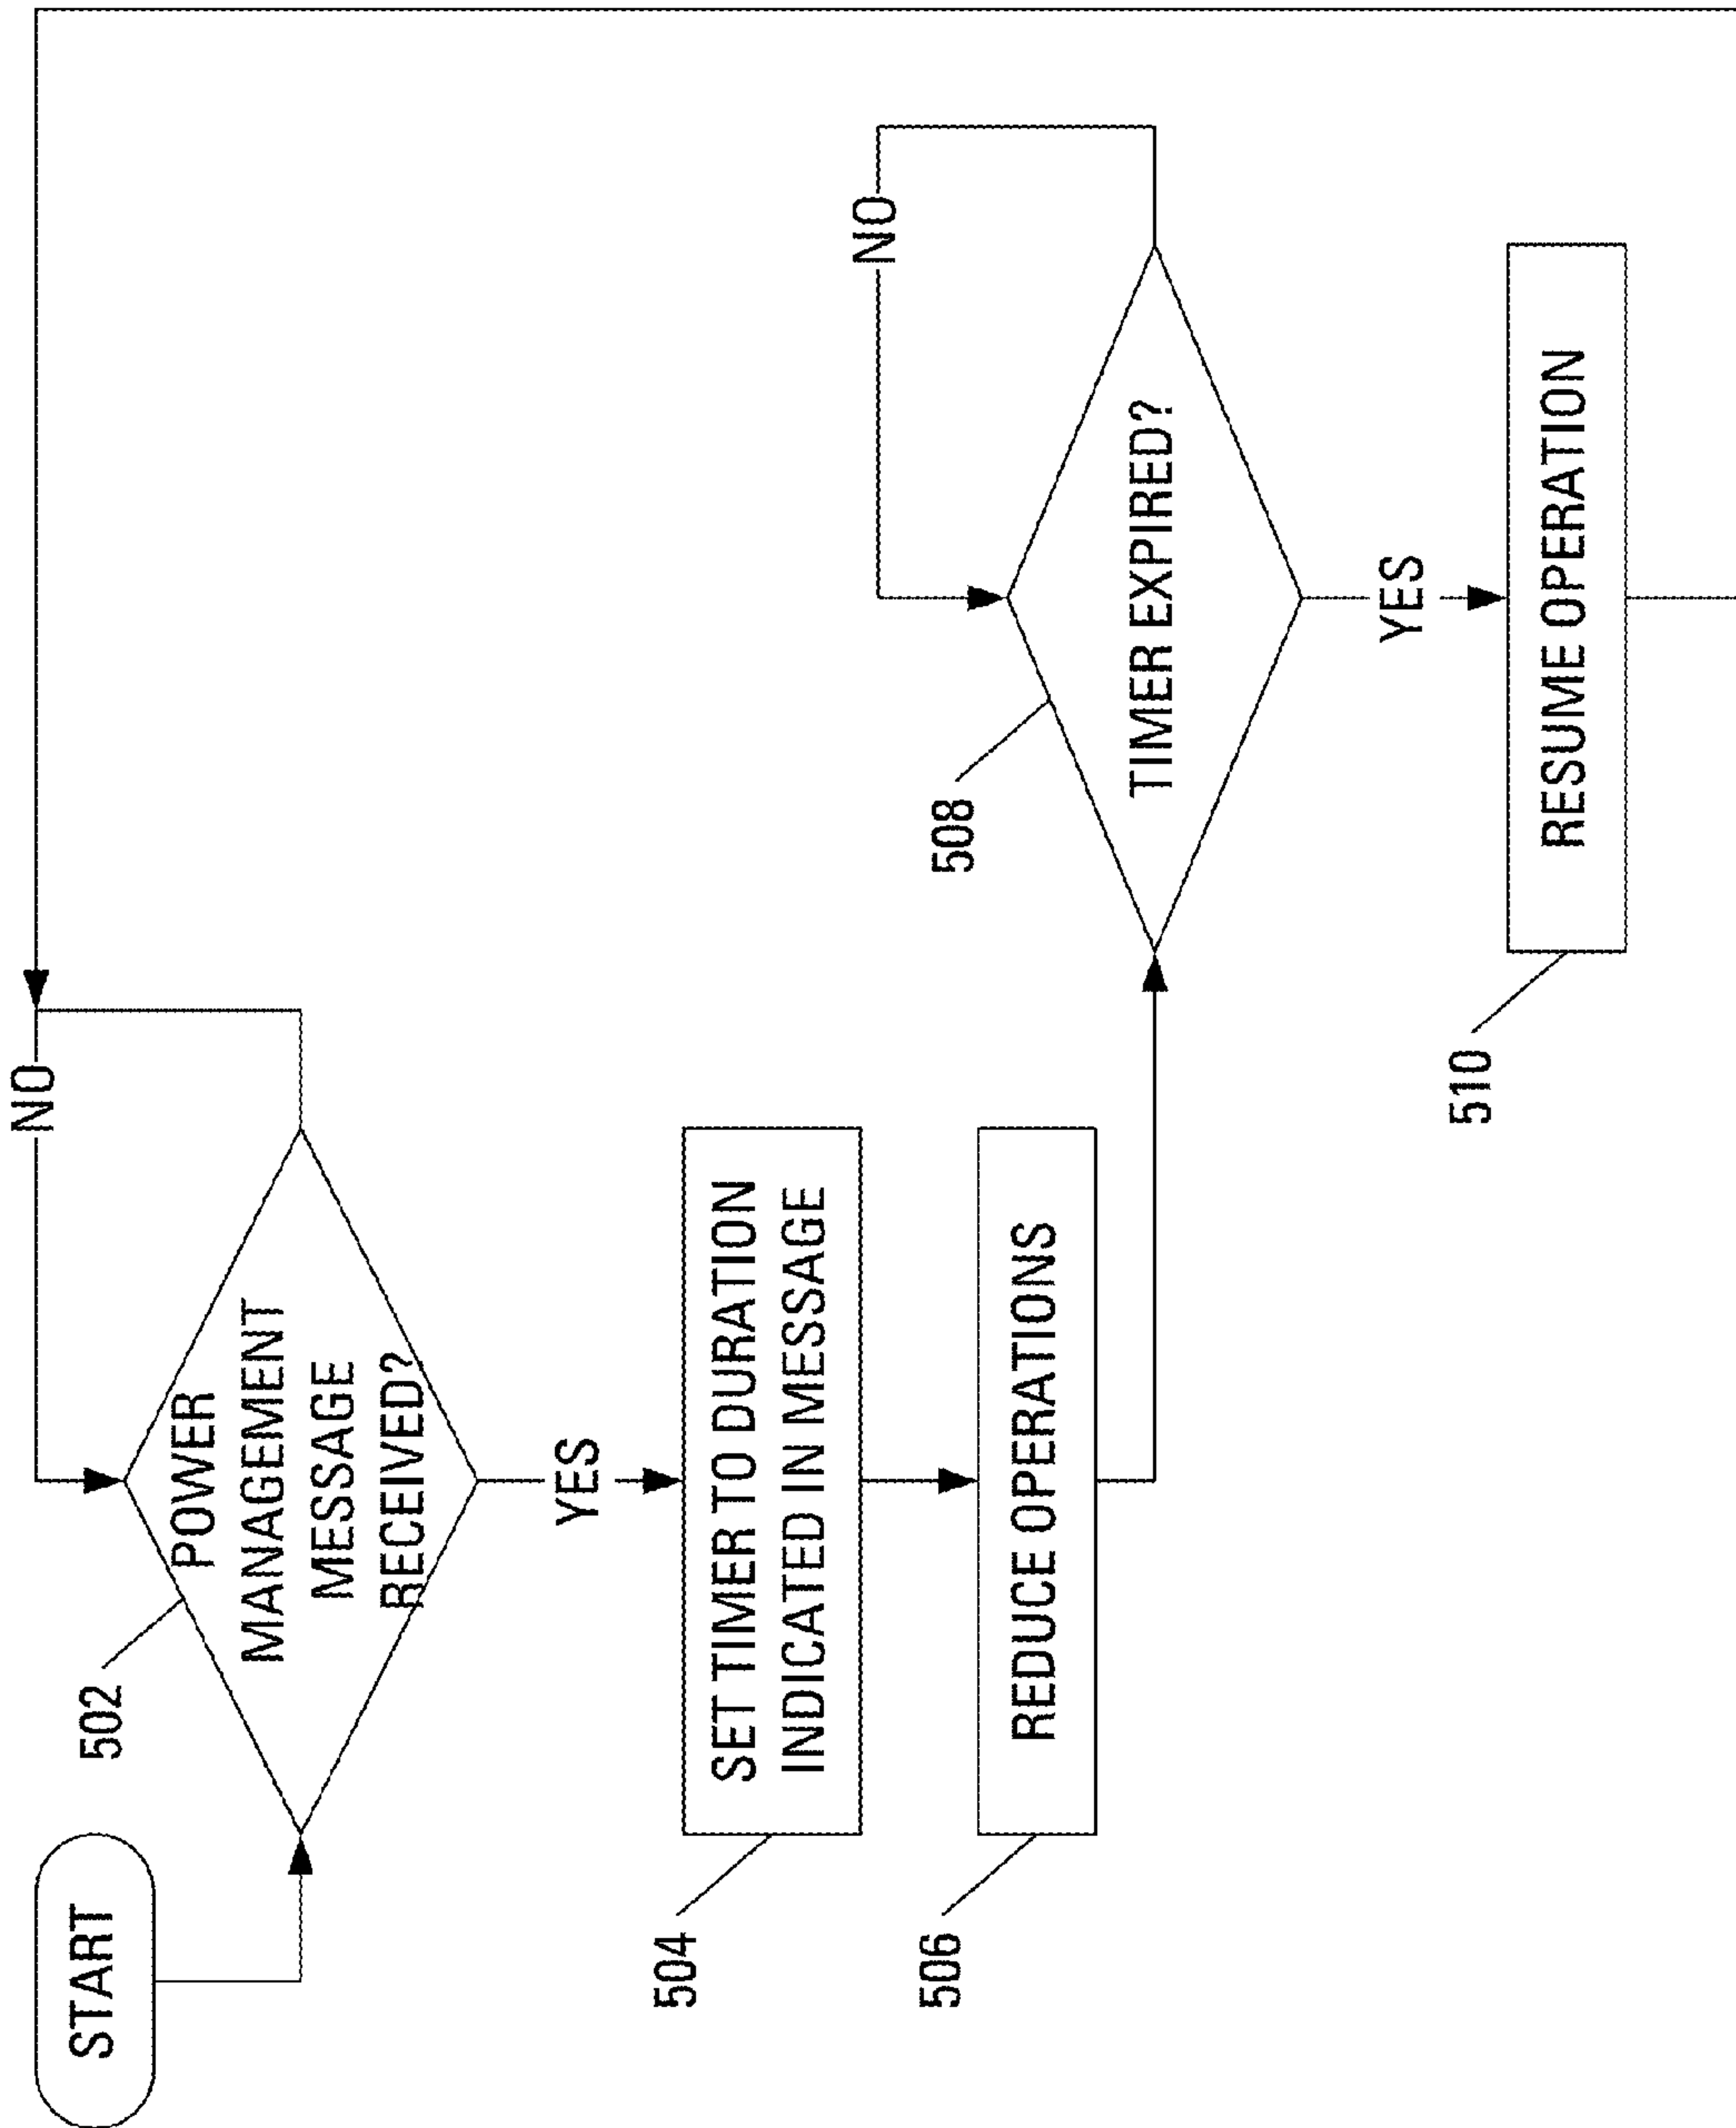 START
502
POWER
MANAGEMENT
MESSAGE
RECEIVED?
NO
YES
504
SET TIMER TO DURATION
INDICATED IN MESSAGE
506
REDUCE OPERATIONS
508
TIMER EXPIRED?
NO
YES
510
RESUME OPERATION